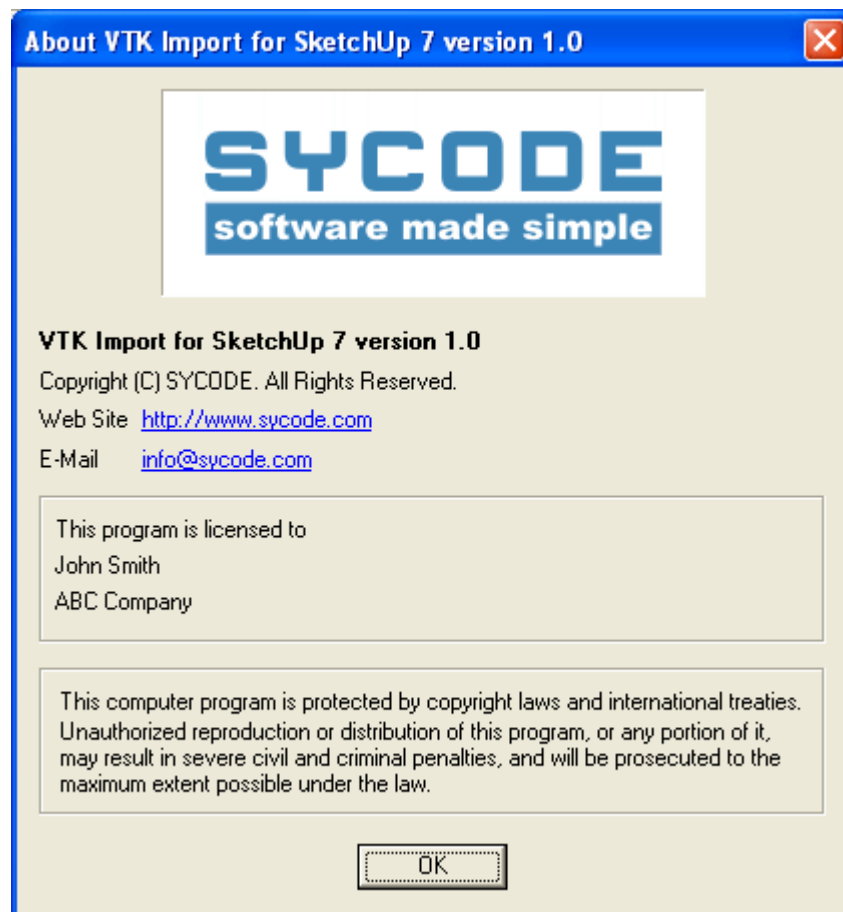 About VTK Import for SketchUp 7 version 1.0
SYCODE
software made simple
VTK Import for SketchUp 7 version 1.0
Copyright (C) SYCODE. All Rights Reserved.
Web Site http://www.sycode.com
E-Mail info@sycode.com
This program is licensed to
John Smith
ABC Company
This computer program is protected by copyright laws and international treaties.
Unauthorized reproduction or distribution of this program, or any portion of it,
may result in severe civil and criminal penalties, and will be prosecuted to the
maximum extent possible under the law.
OK